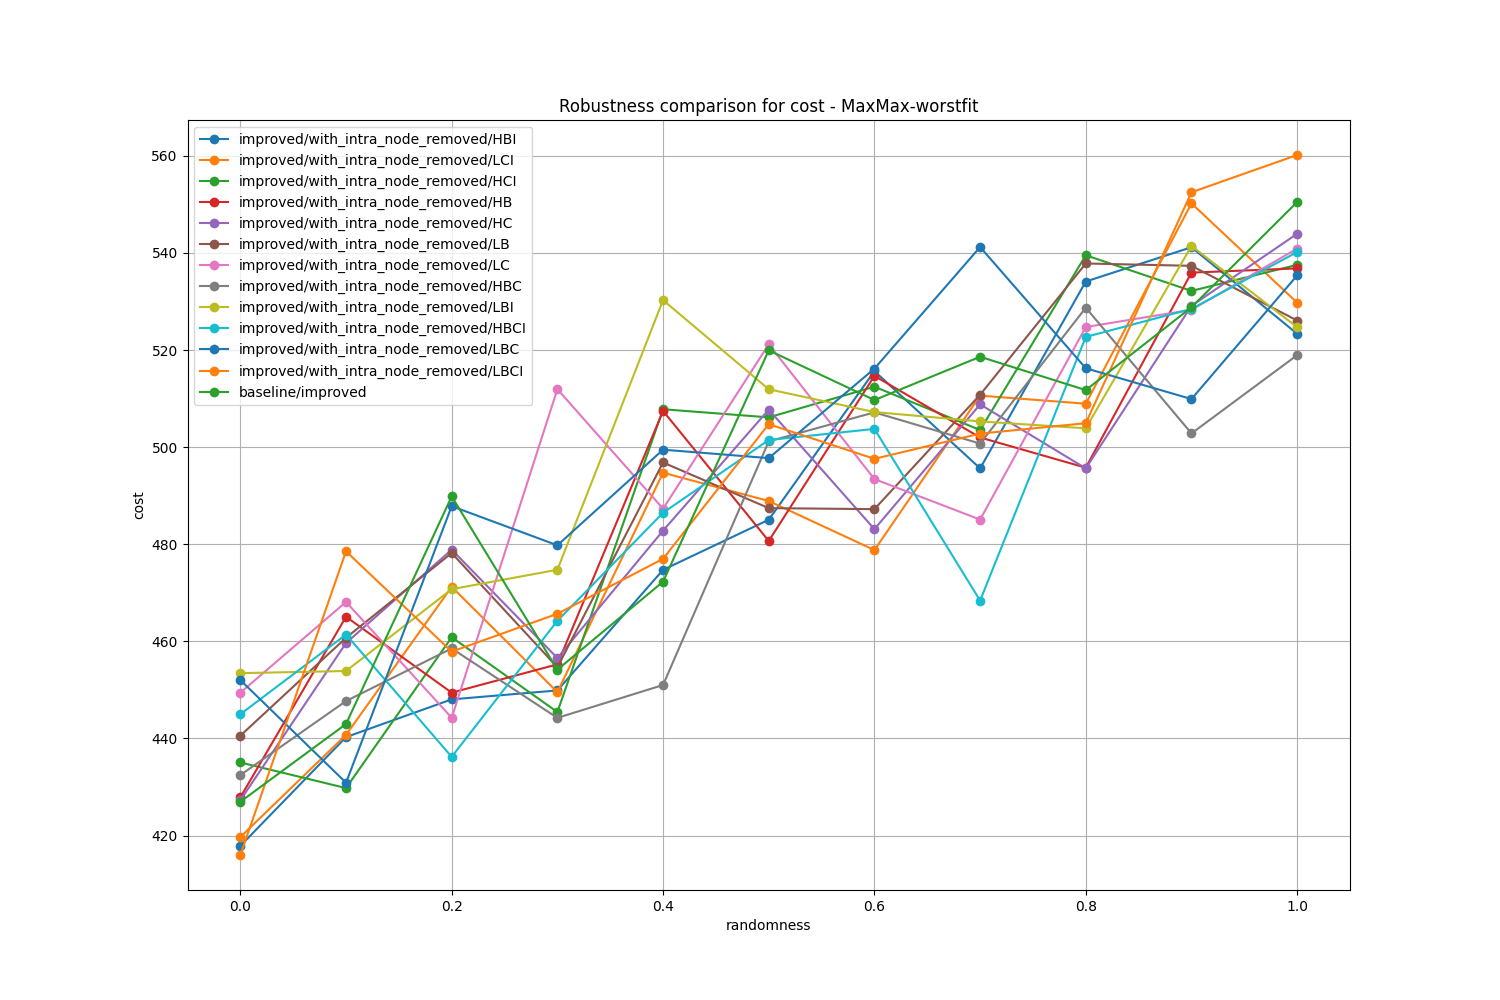 Robustness comparison for cost - MaxMax-worstfit
improved/with_intra_node_removed/HBI
improved/with_intra_node_removed/LCI
improved/with_intra_node_removed/HCI
improved/with_intra_node_removed/HB
improved/with_intra_node_removed/HC
improved/with_intra_node_removed/LB
improved/with_intra_node_removed/LC
improved/with_intra_node_removed/HBC
improved/with_intra_node_removed/LBI
improved/with_intra_node_removed/HBCI
improved/with_intra_node_removed/LBC
improved/with_intra_node_removed/LBCI
baseline/improved
560
540
520
500
480
460
440
420
cost
0.0 0.2 0.4 0.6 0.8 1.0
randomness